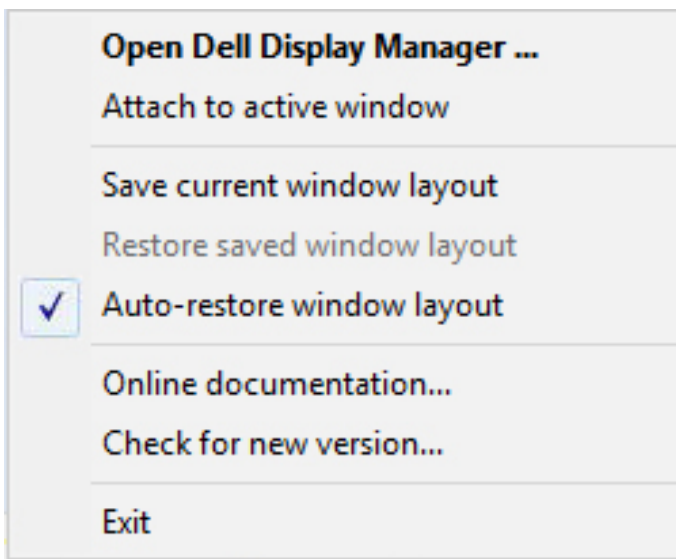 Open Dell Display Manager ...
Attach to active window
Save current window layout
Restore saved window layout
Auto-restore window layout
Online documentation...
Check for new version...
Exit